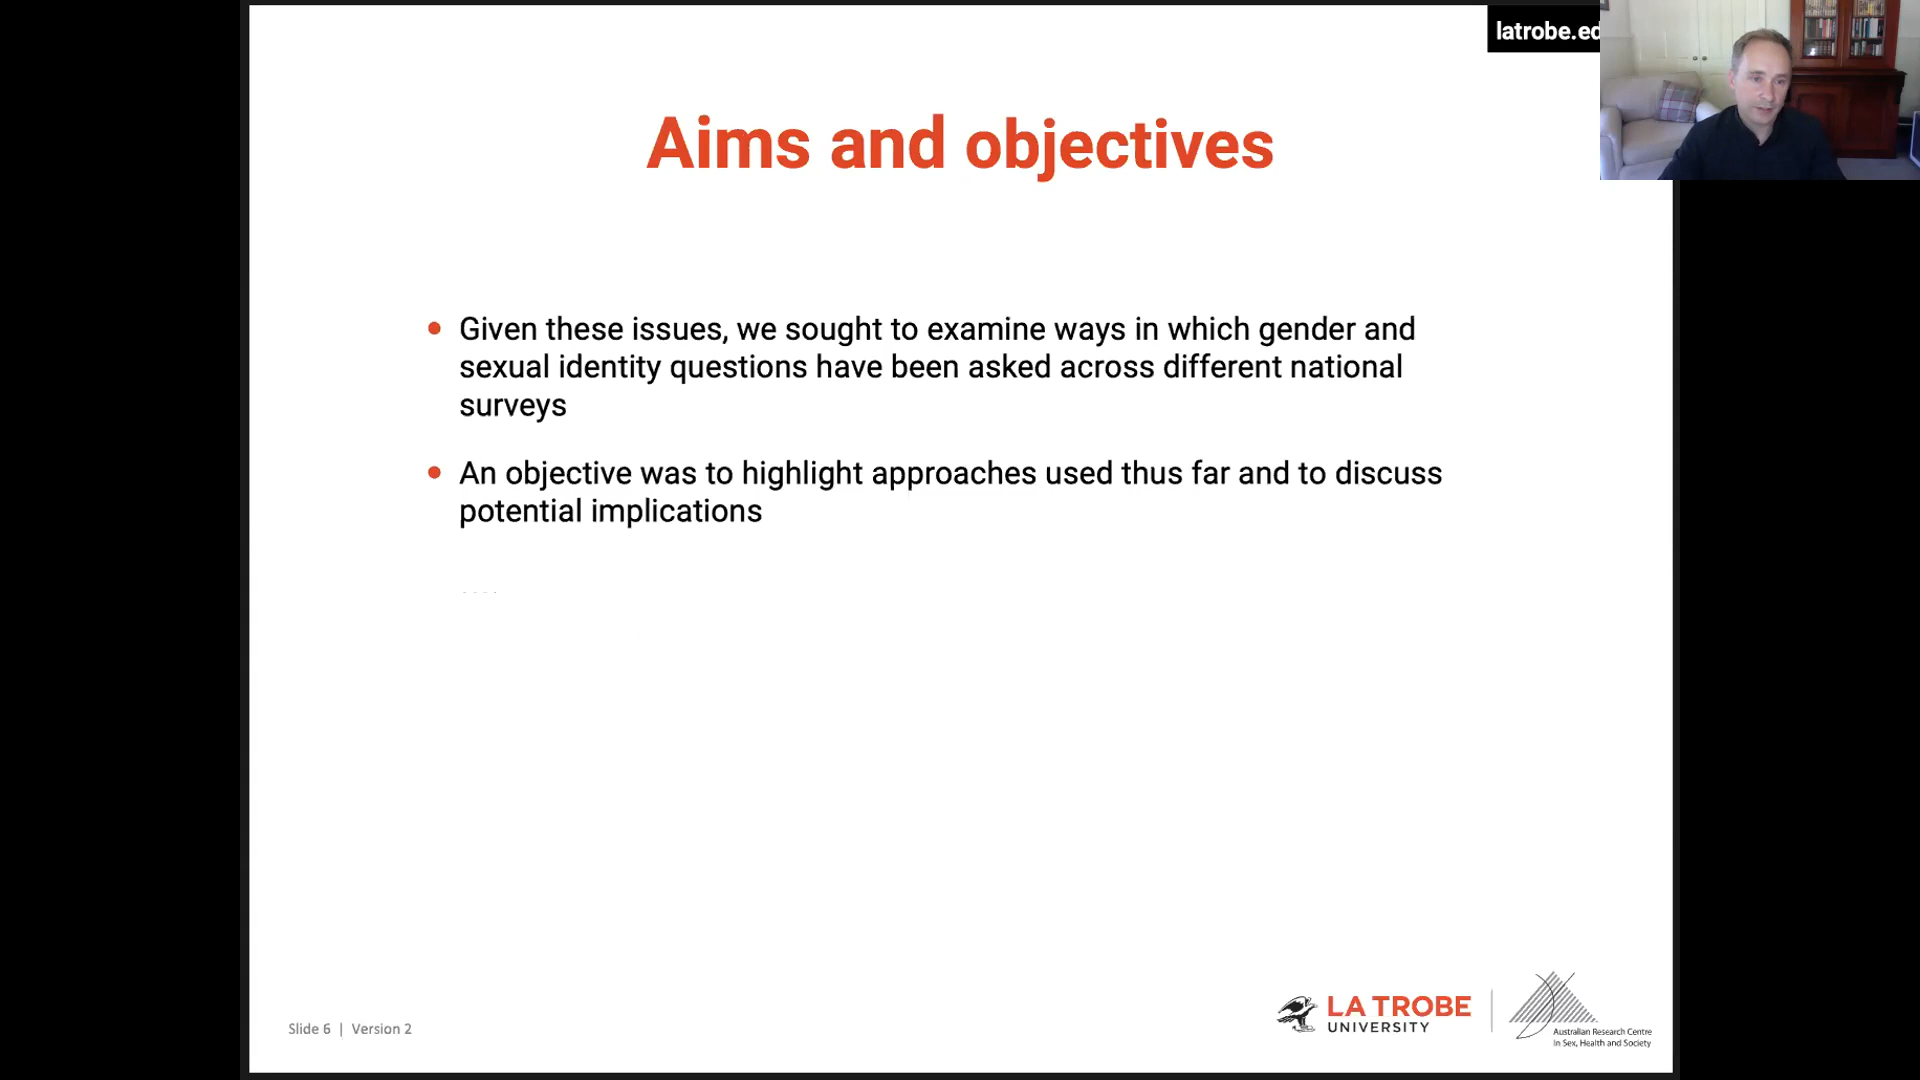 latrobe.ed
Aims and objectives
• Given these issues, we sought to examine ways in which gender and
sexual identity questions have been asked across different national
surveys
• An objective was to highlight approaches used thus far and to discuss
potential implications
Slide 6 | Version 2
LA TROBE
UNIVERSITY
Australian Research Centre
in Sex, Health and Society